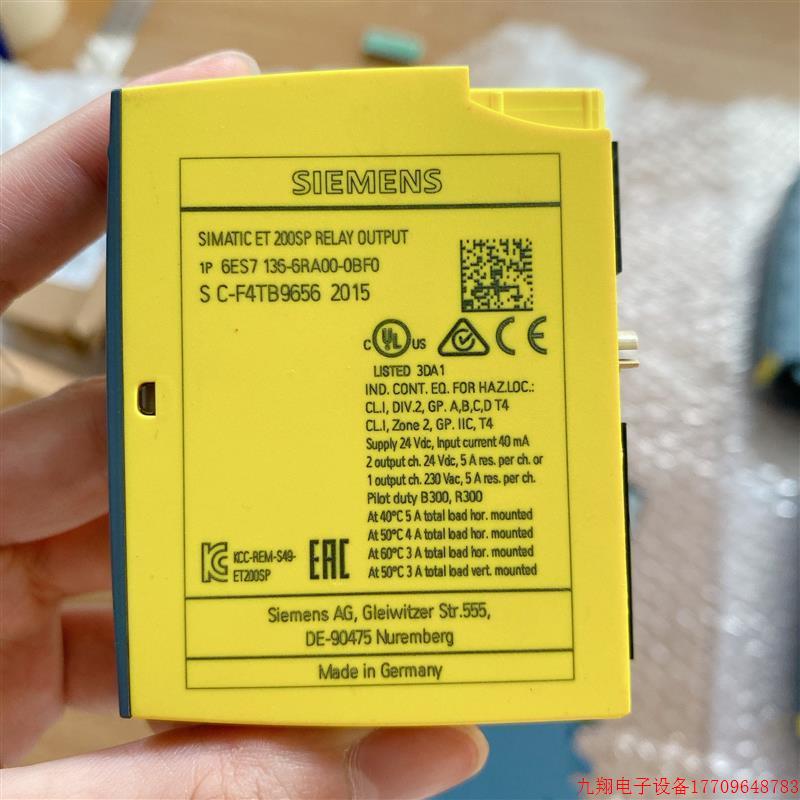 SIEMENS
SIMATIC ET 200SP RELAY OUTPUT
1P 6ES7 136-6RA00-0BF0
S C-F4TB9656 2015
C UL US CE
LISTED 3DA1
IND. CONT. EQ. FOR HAZ.LOC.:
CL.I, DIV.2, GP. A,B,C,D T4
CL.I, Zone 2, GP. IIC, T4
Supply 24 Vdc, Input current 40 mA
2 output ch. 24 Vdc, 5 A res. per ch. or
1 output ch. 230 Vac, 5 A res. per ch.
Pilot duty B300, R300
At 40°C 5 A total load hor. mounted
At 50°C 4 A total load hor. mounted
At 60°C 3 A total load hor. mounted
At 50°C 3 A total load vert. mounted
KCC-REM-S49-
ET200SP
EAC
Siemens AG, Gleiwitzer Str.555,
DE-90475 Nuremberg
Made in Germany
九翔电子设备17709648783